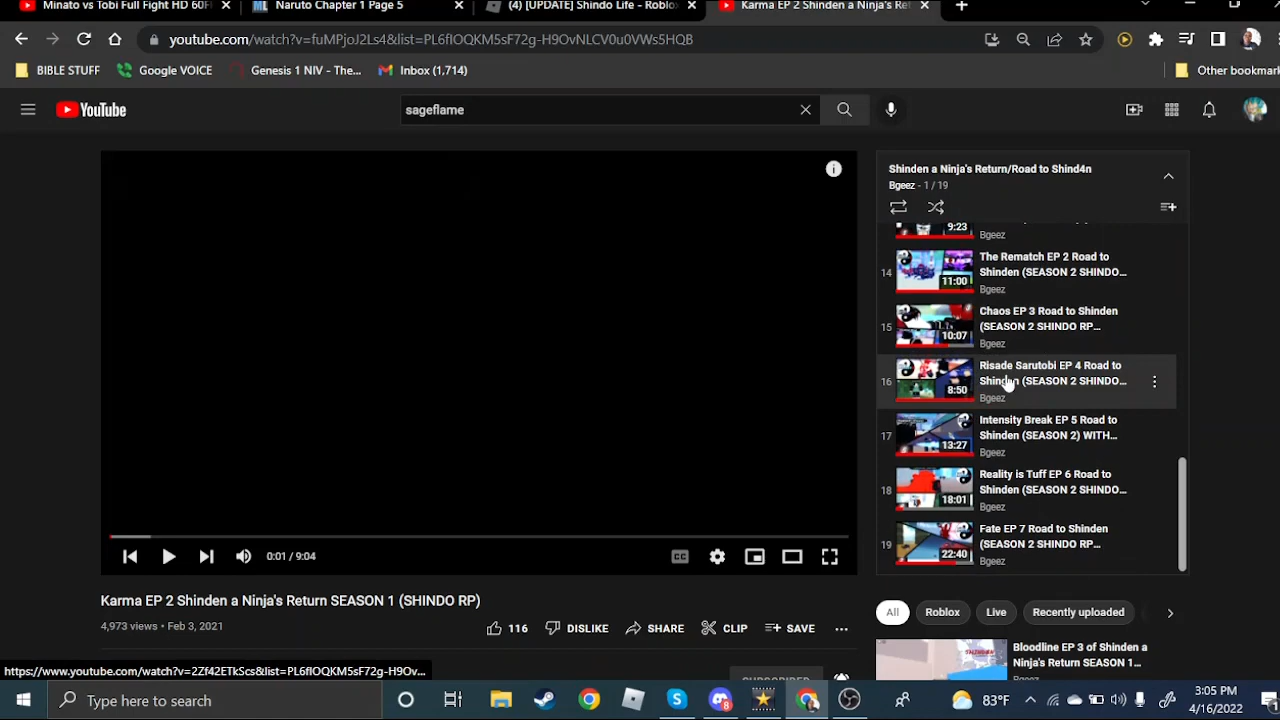 Minato vs Tobi Full Fight HD 60F
Naruto Chapter 1 Page 5
(4) [UPDATE] Shindo Life - Roblox
Karma EP 2 Shinden a Ninja's Ret
youtube.com/watch?v=fuMPjoJ2Ls4&list=PL6flOQKM5sF72g-H9OvNLCV0u0VWs5HQB
BIBLE STUFF
Google VOICE
Genesis 1 NIV - The...
Inbox (1,714)
Other bookmark
YouTube
sageflame
Shinden a Ninja's Return/Road to Shind4n
Bgeez - 1 / 19
9:23
Bgeez
14
11:00
The Rematch EP 2 Road to
Shinden (SEASON 2 SHINDO...
Bgeez
15
10:07
Chaos EP 3 Road to Shinden
(SEASON 2 SHINDO RP...
Bgeez
16
8:50
Risade Sarutobi EP 4 Road to
Shinden (SEASON 2 SHINDO...
Bgeez
17
13:27
Intensity Break EP 5 Road to
Shinden (SEASON 2) WITH...
Bgeez
18
18:01
Reality is Tuff EP 6 Road to
Shinden (SEASON 2 SHINDO...
Bgeez
19
22:40
Fate EP 7 Road to Shinden
(SEASON 2 SHINDO RP...
Bgeez
0:01 / 9:04
CC
Karma EP 2 Shinden a Ninja's Return SEASON 1 (SHINDO RP)
4,973 views • Feb 3, 2021
116
DISLIKE
SHARE
CLIP
SAVE
All
Roblox
Live
Recently uploaded
Bloodline EP 3 of Shinden a
Ninja's Return SEASON 1...
Bgeez
SUBSCRIBED
https://www.youtube.com/watch?v=2Zf42ETkScs&list=PL6flOQKM5sF72g-H9Ov...
Type here to search
83°F
3:05 PM
4/16/2022